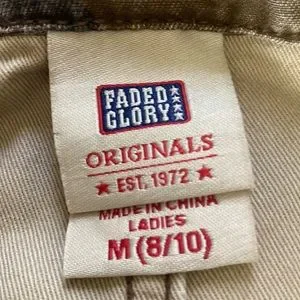 FADED
GLORY
ORIGINALS
★ EST. 1972 ★
MADE IN CHINA
LADIES
M (8/10)